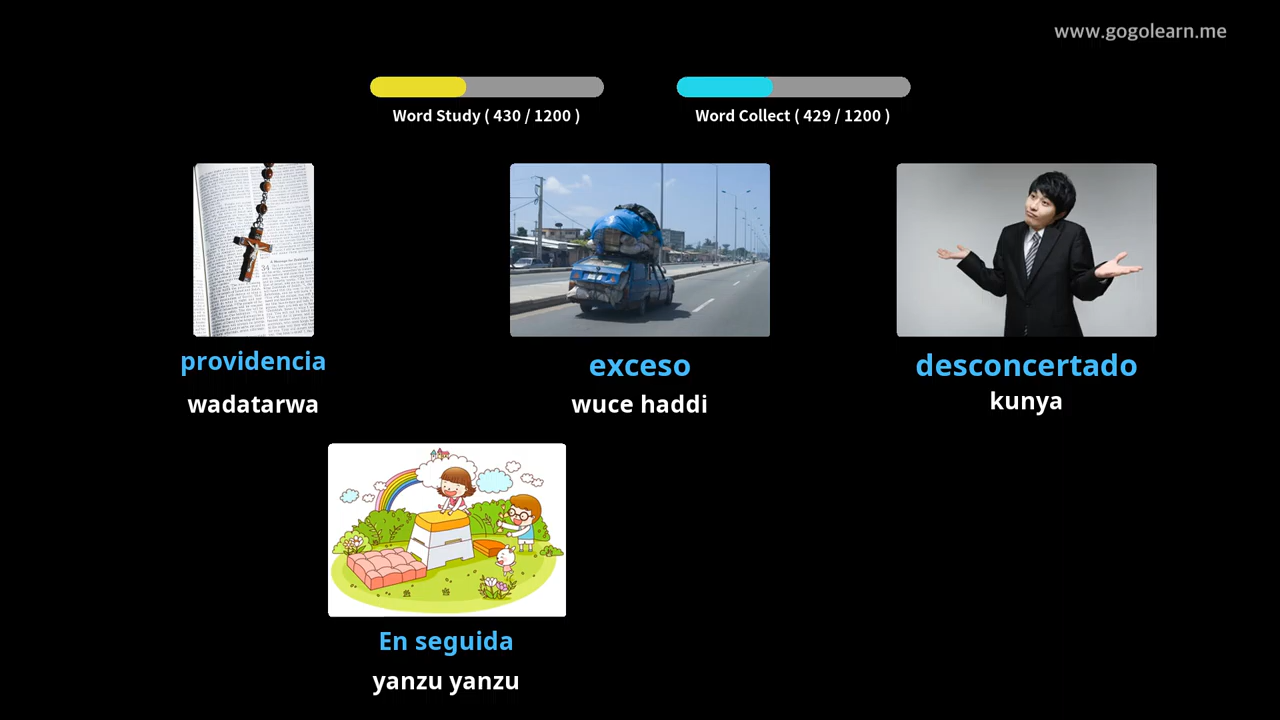 www.gogolearn.me
Word Study ( 430 / 1200 )
Word Collect ( 429 / 1200 )
providencia
wadatarwa
exceso
wuce haddi
desconcertado
kunya
En seguida
yanzu yanzu